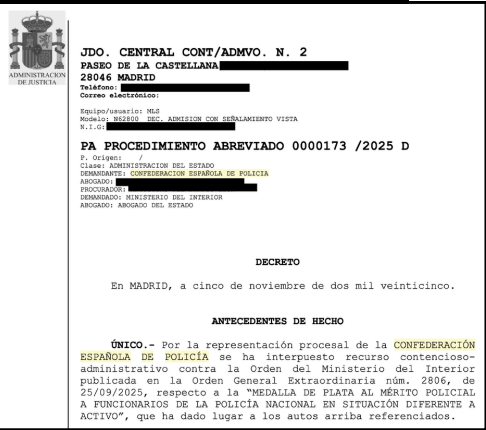 ADMINISTRACION
DE JUSTICIA
JDO. CENTRAL CONT/ADMVO. N. 2
PASEO DE LA CASTELLANA
28046 MADRID
Teléfono:
Correo electrónico:
Equipo/usuario: MLS
Modelo: N62800 DEC. ADMISION CON SEÑALAMIENTO VISTA
N.I.G:
PA PROCEDIMIENTO ABREVIADO 0000173 /2025 D
P. Origen: /
Clase: ADMINISTRACION DEL ESTADO
DEMANDANTE: CONFEDERACION ESPAÑOLA DE POLICIA
ABOGADO:
PROCURADOR:
DEMANDADO: MINISTERIO DEL INTERIOR
ABOGADO: ABOGADO DEL ESTADO
DECRETO
En MADRID, a cinco de noviembre de dos mil veinticinco.
ANTECEDENTES DE HECHO
ÚNICO.- Por la representación procesal de la CONFEDERACIÓN
ESPAÑOLA DE POLICÍA se ha interpuesto recurso contencioso-
administrativo contra la Orden del Ministerio del Interior
publicada en la Orden General Extraordinaria núm. 2806, de
25/09/2025, respecto a la “MEDALLA DE PLATA AL MÉRITO POLICIAL
A FUNCIONARIOS DE LA POLICÍA NACIONAL EN SITUACIÓN DIFERENTE A
ACTIVO”, que ha dado lugar a los autos arriba referenciados.